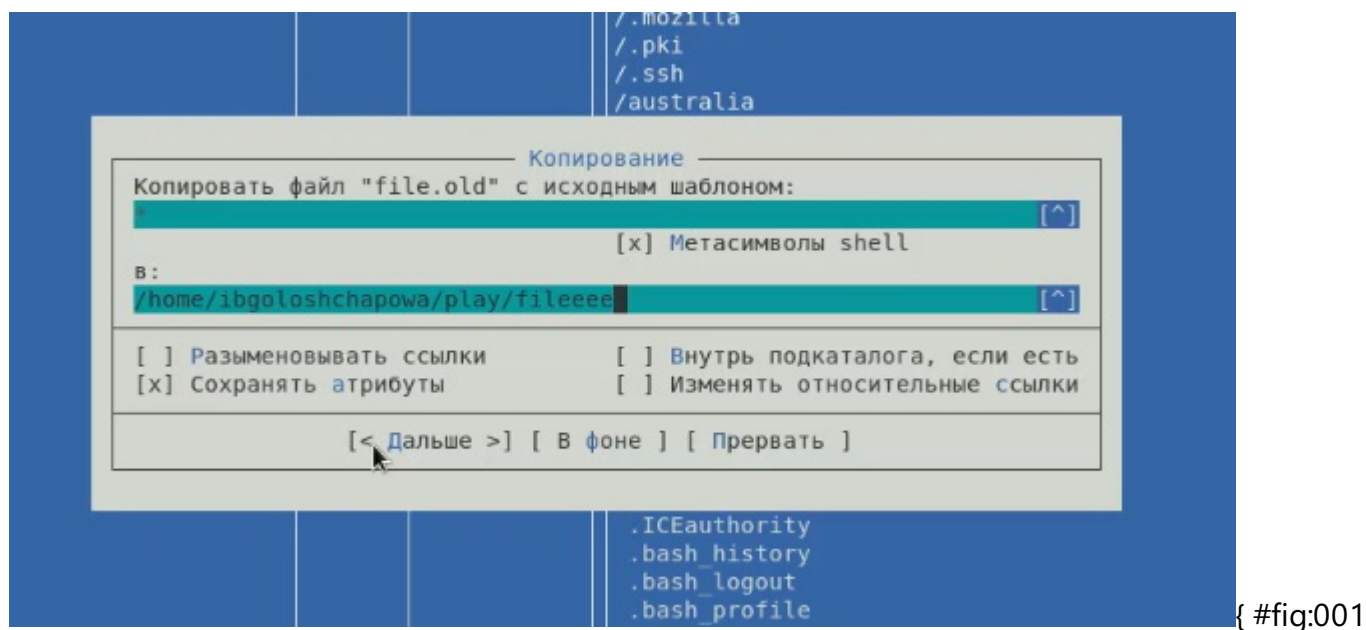 /.mozilla
/.pki
/.ssh
/australia
Копирование
Копировать файл "file.old" с исходным шаблоном:
* [^]
[x] Метасимволы shell
в:
/home/ibgoloshchapowa/play/fileeee [^]
[ ] Разыменовывать ссылки [ ] Внутрь подкаталога, если есть
[x] Сохранять атрибуты [ ] Изменять относительные ссылки
[< Дальше >] [ В фоне ] [ Прервать ]
.ICEauthority
.bash_history
.bash_logout
.bash_profile
{ #fig:001